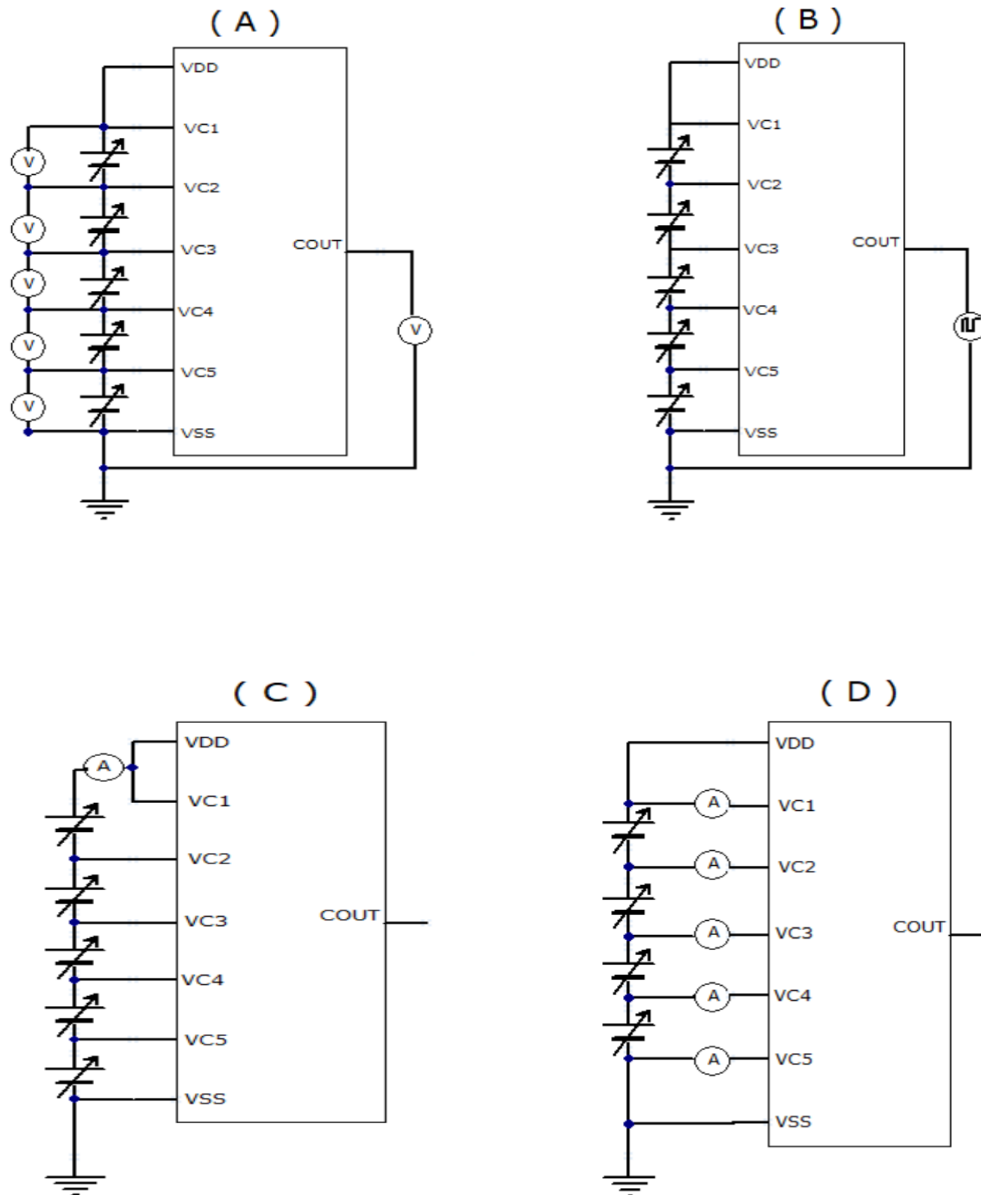 ( A )
VDD
VC1
V
VC2
V
VC3
COUT
V
VC4
V
V
VC5
V
VSS
( B )
VDD
VC1
VC2
VC3
COUT
VC4
VC5
VSS
( C )
VDD
A
VC1
VC2
VC3
COUT
VC4
VC5
VSS
( D )
VDD
A
VC1
A
VC2
A
VC3
COUT
A
VC4
A
VC5
VSS